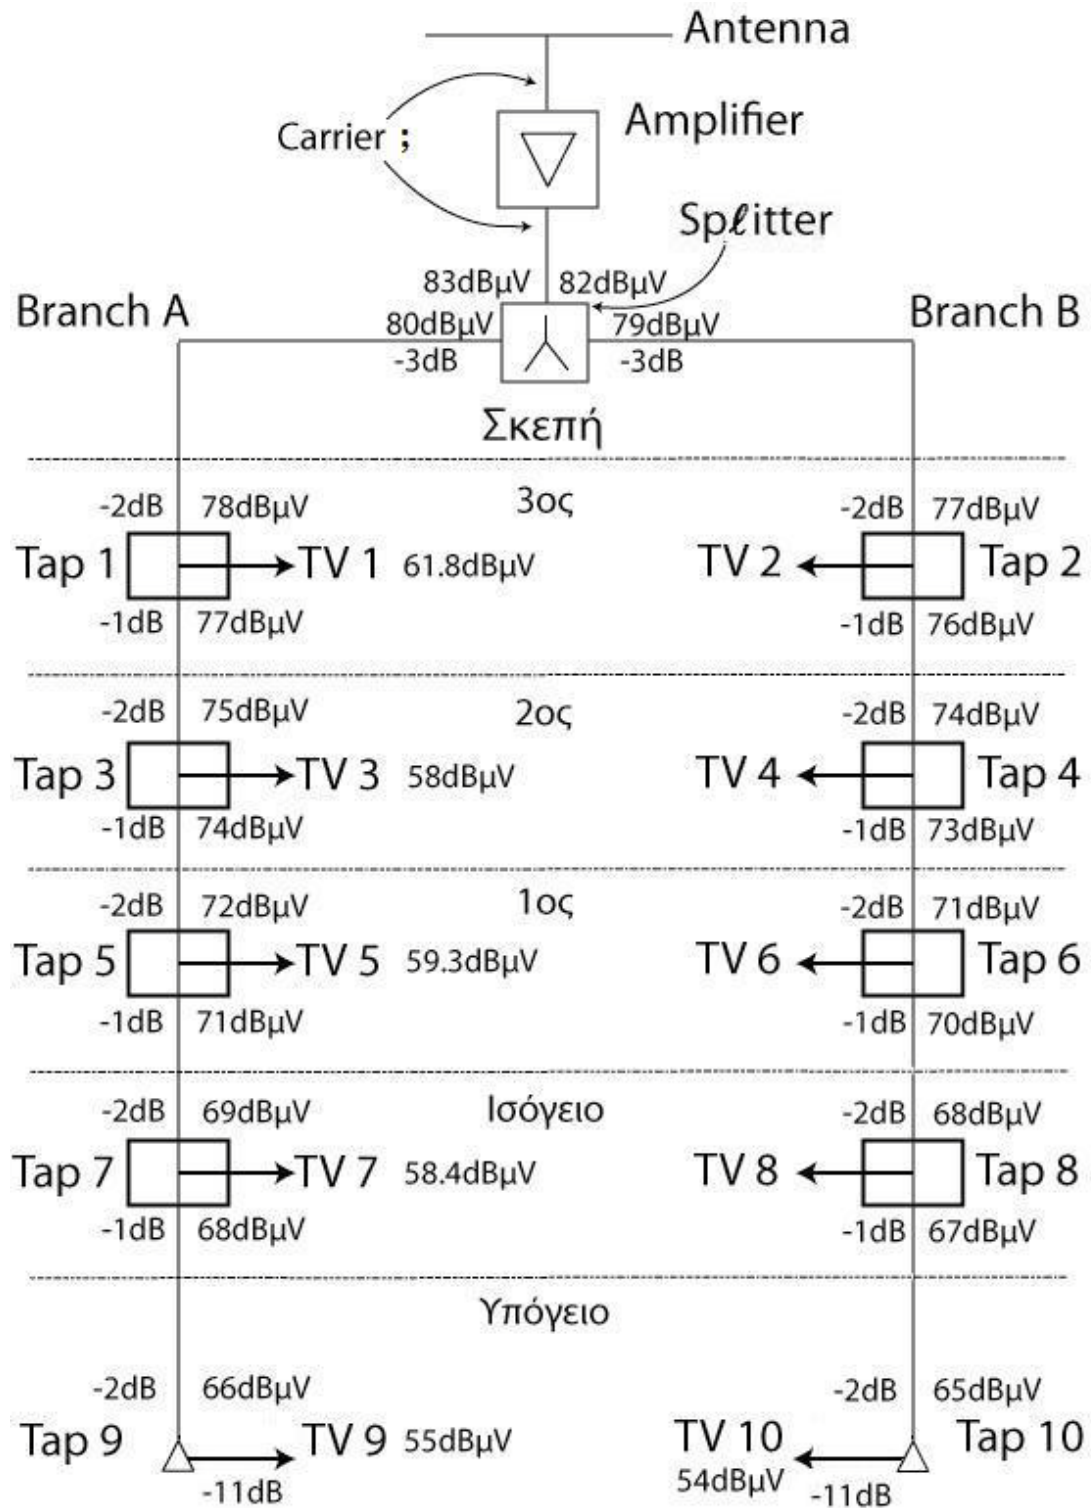 Antenna
Amplifier
Carrier ;
Spℓitter
83dBμV 82dBμV
Branch A 80dBμV 79dBμV Branch B
-3dB -3dB
Σκεπή
-2dB 78dBμV 3ος -2dB 77dBμV
Tap 1 TV 1 61.8dBμV TV 2 Tap 2
-1dB 77dBμV -1dB 76dBμV
-2dB 75dBμV 2ος -2dB 74dBμV
Tap 3 TV 3 58dBμV TV 4 Tap 4
-1dB 74dBμV -1dB 73dBμV
-2dB 72dBμV 1ος -2dB 71dBμV
Tap 5 TV 5 59.3dBμV TV 6 Tap 6
-1dB 71dBμV -1dB 70dBμV
-2dB 69dBμV Ισόγειο -2dB 68dBμV
Tap 7 TV 7 58.4dBμV TV 8 Tap 8
-1dB 68dBμV -1dB 67dBμV
Υπόγειο
-2dB 66dBμV -2dB 65dBμV
Tap 9 TV 9 55dBμV TV 10 Tap 10
-11dB 54dBμV -11dB